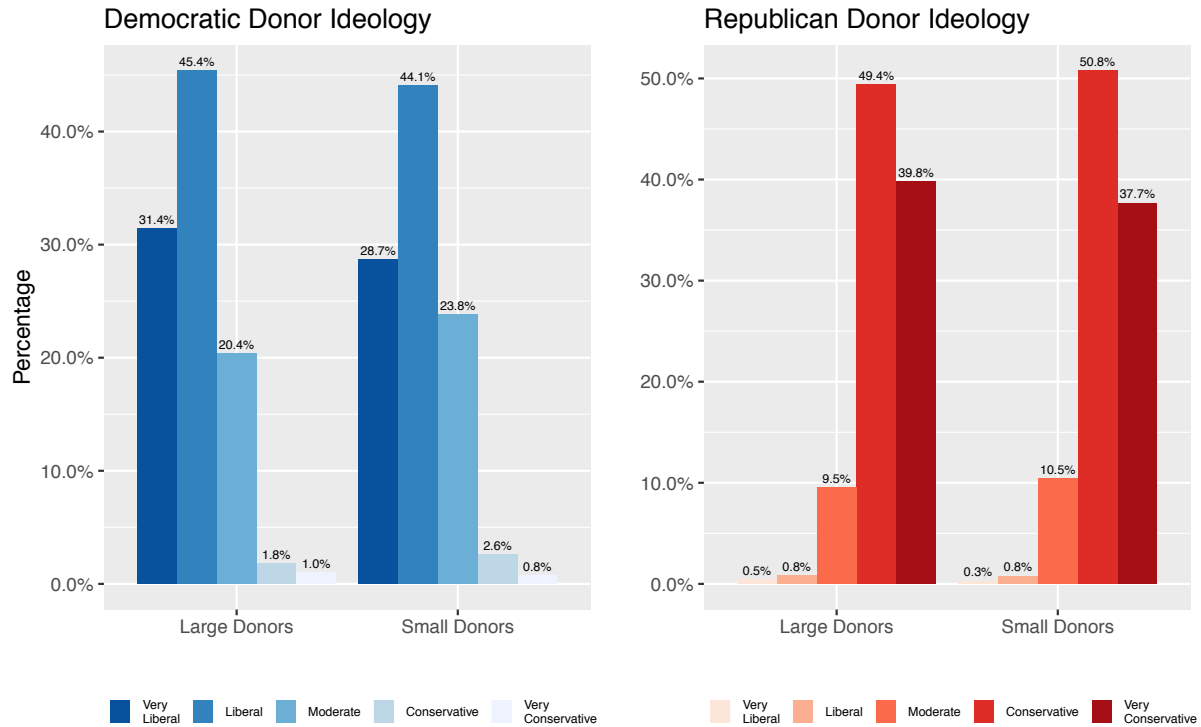 Democratic Donor Ideology
Republican Donor Ideology
Percentage
40.0%
30.0%
20.0%
10.0%
0.0%
31.4%
45.4%
20.4%
1.8%
1.0%
28.7%
44.1%
23.8%
2.6%
0.8%
Large Donors
Small Donors
Very
Liberal
Liberal
Moderate
Conservative
Very
Conservative
50.0%
40.0%
30.0%
20.0%
10.0%
0.0%
0.5%
0.8%
9.5%
49.4%
39.8%
0.3%
0.8%
10.5%
50.8%
37.7%
Large Donors
Small Donors
Very
Liberal
Liberal
Moderate
Conservative
Very
Conservative